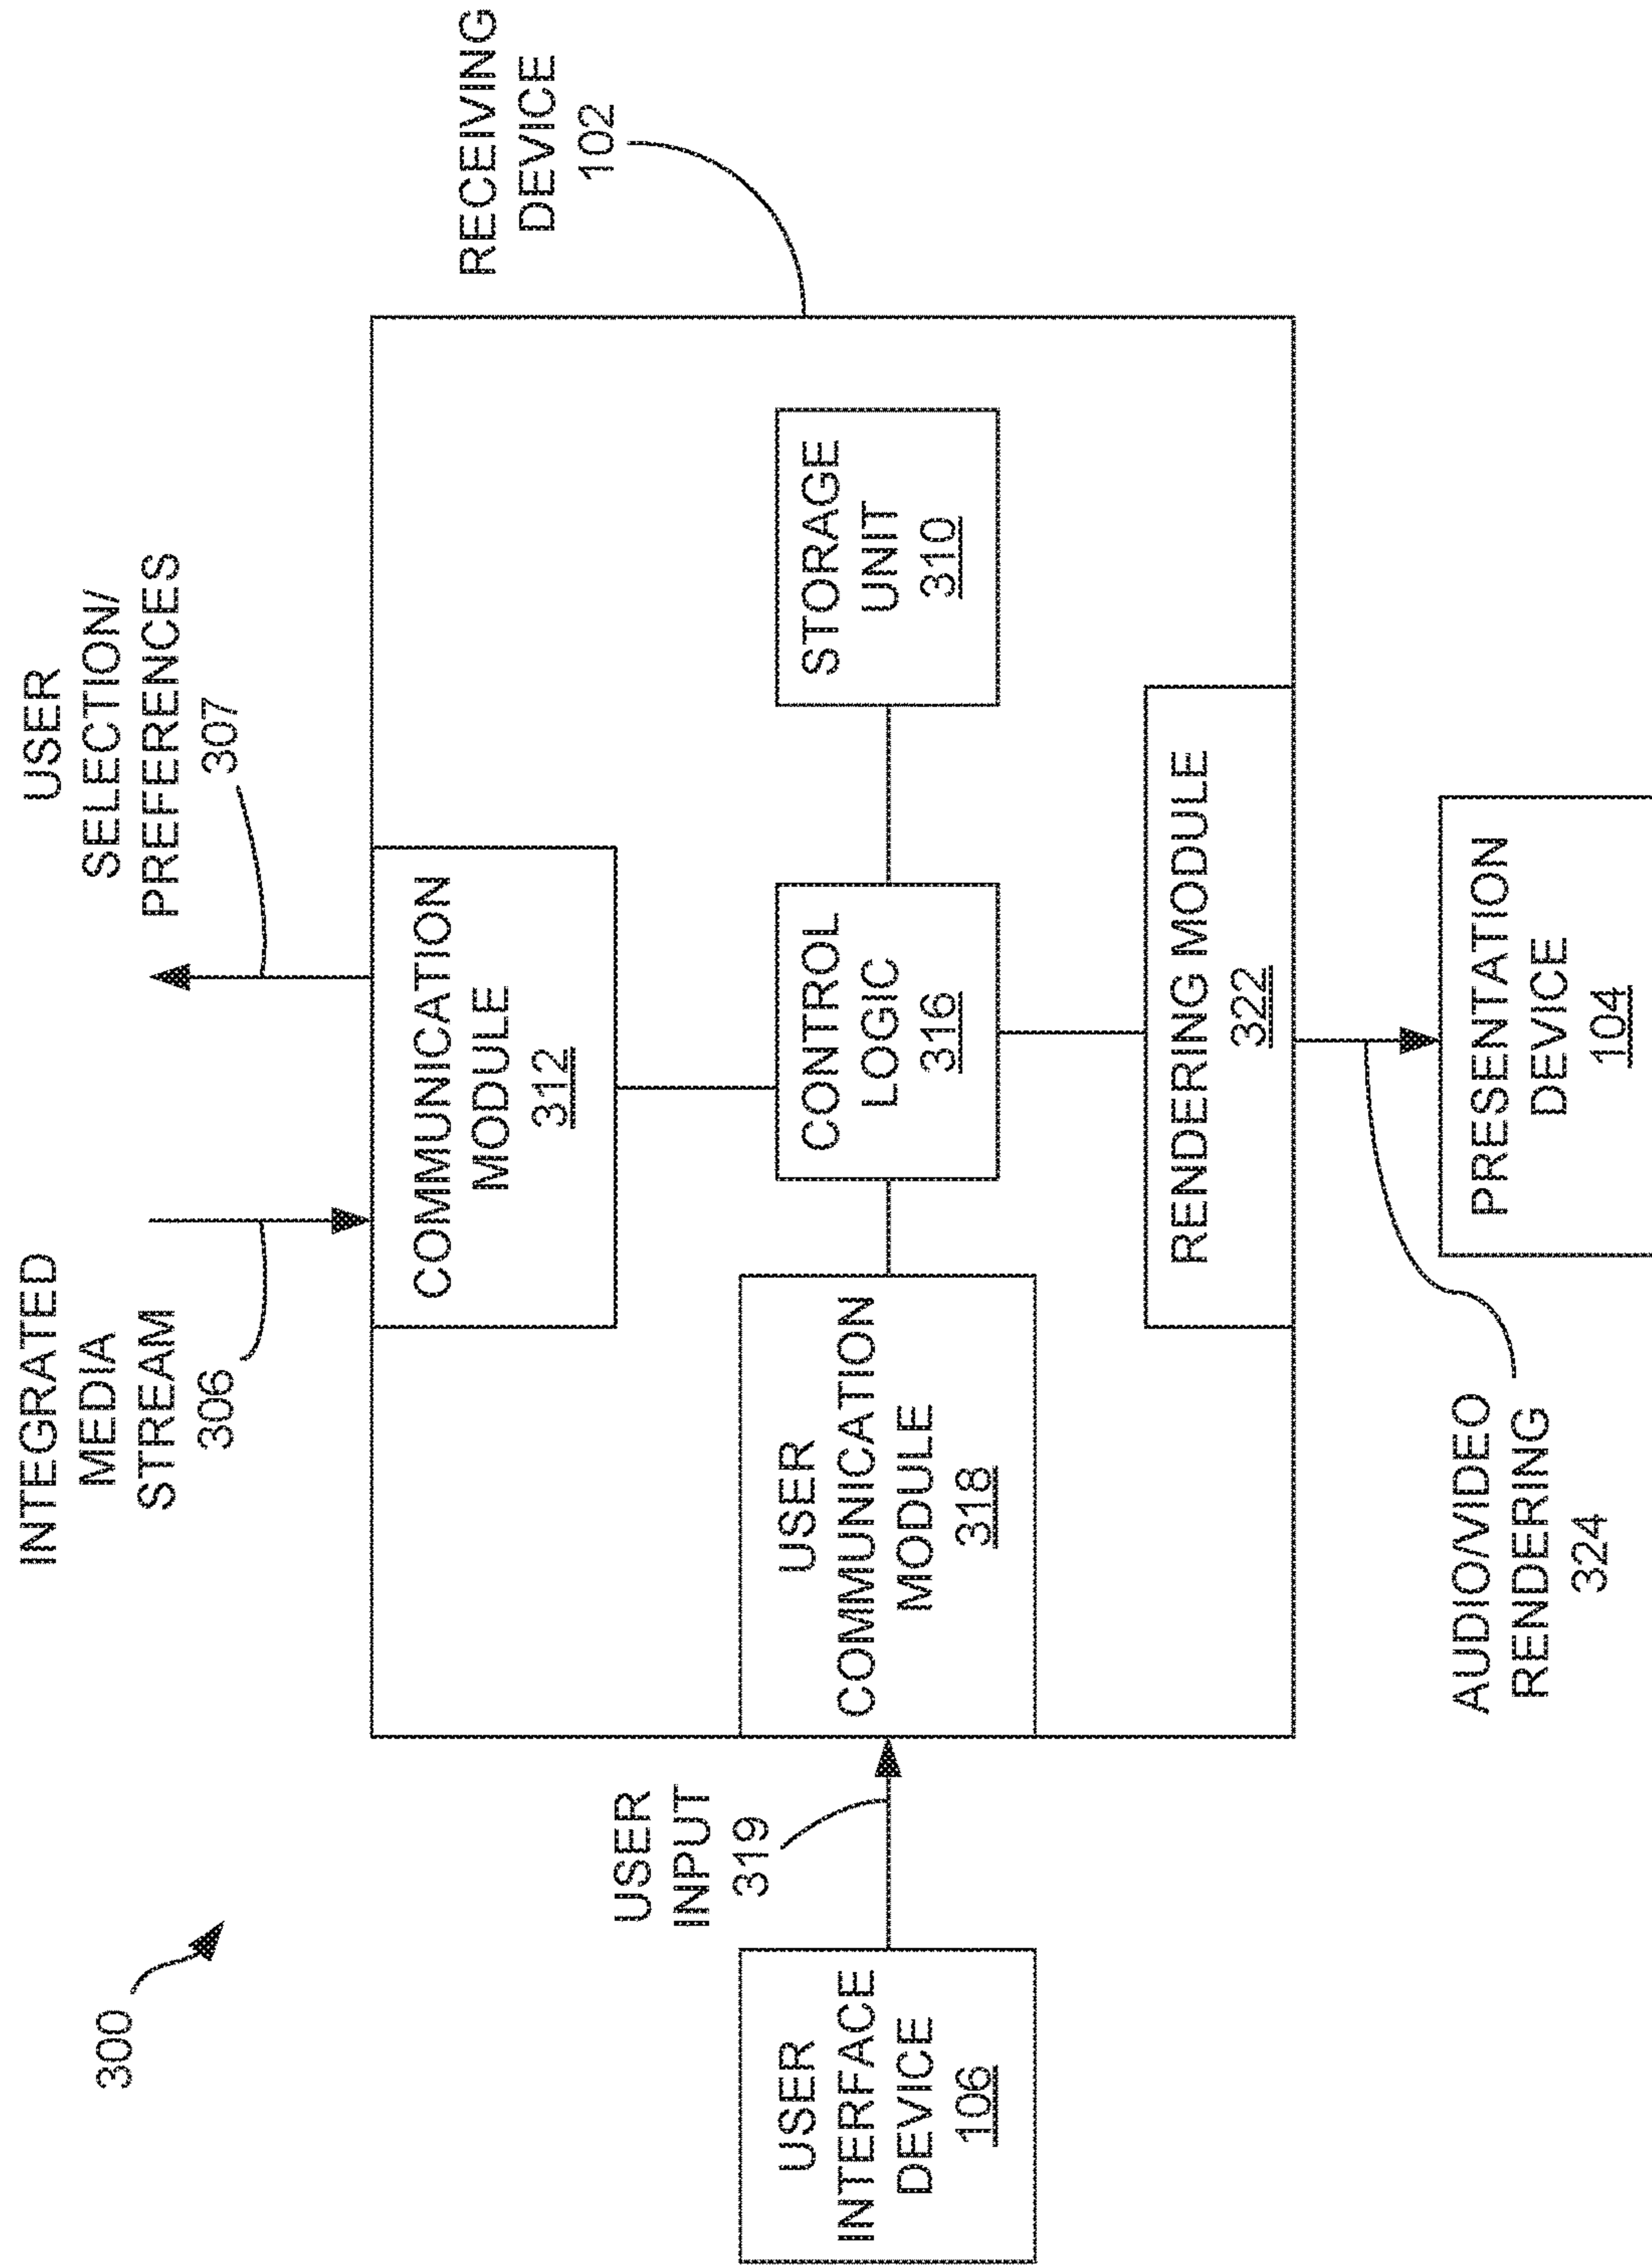 300
INTEGRATED
MEDIA
STREAM
306
USER
SELECTION/
PREFERENCES
307
RECEIVING
DEVICE
102
USER
INTERFACE
DEVICE
106
USER
INPUT
319
COMMUNICATION
MODULE
312
USER
COMMUNICATION
MODULE
318
CONTROL
LOGIC
316
STORAGE
UNIT
310
RENDERING MODULE
322
AUDIO/VIDEO
RENDERING
324
PRESENTATION
DEVICE
104